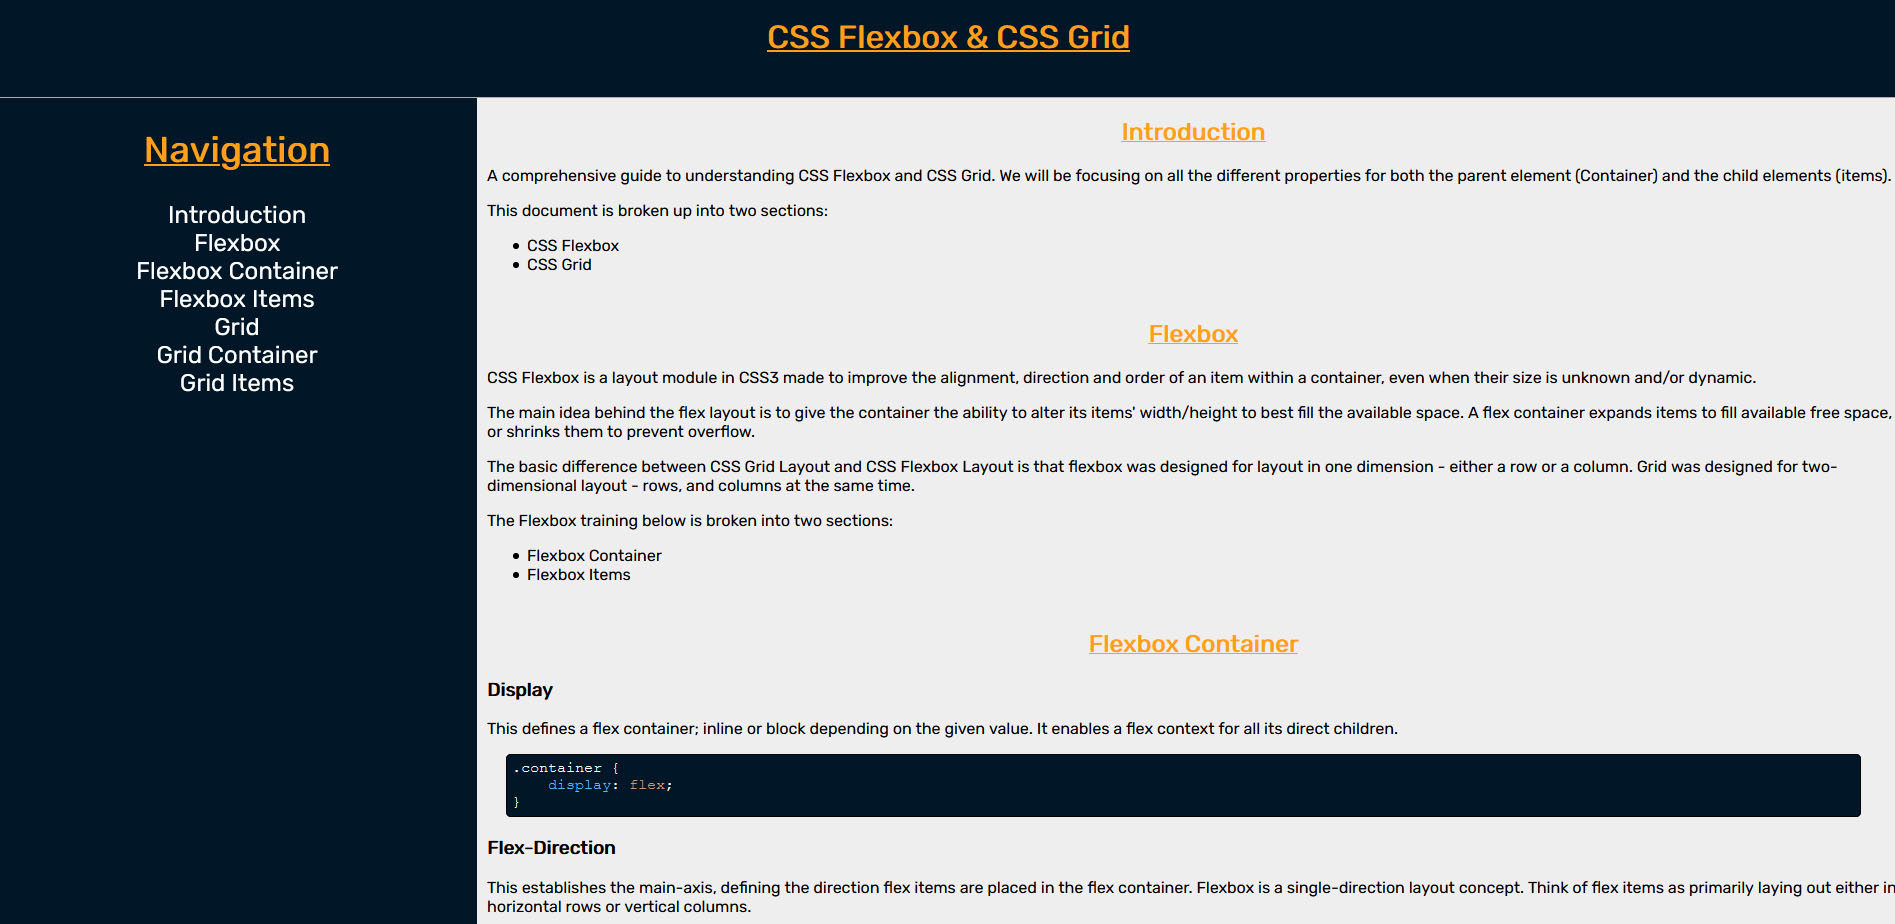 CSS Flexbox & CSS Grid
Navigation
Introduction
Flexbox
Flexbox Container
Flexbox Items
Grid
Grid Container
Grid Items
Introduction
A comprehensive guide to understanding CSS Flexbox and CSS Grid. We will be focusing on all the different properties for both the parent element (Container) and the child elements (items).
This document is broken up into two sections:
• CSS Flexbox
• CSS Grid
Flexbox
CSS Flexbox is a layout module in CSS3 made to improve the alignment, direction and order of an item within a container, even when their size is unknown and/or dynamic.
The main idea behind the flex layout is to give the container the ability to alter its items' width/height to best fill the available space. A flex container expands items to fill available free space,
or shrinks them to prevent overflow.
The basic difference between CSS Grid Layout and CSS Flexbox Layout is that flexbox was designed for layout in one dimension - either a row or a column. Grid was designed for two-
dimensional layout - rows, and columns at the same time.
The Flexbox training below is broken into two sections:
• Flexbox Container
• Flexbox Items
Flexbox Container
Display
This defines a flex container; inline or block depending on the given value. It enables a flex context for all its direct children.
.container {
    display: flex;
}
Flex-Direction
This establishes the main-axis, defining the direction flex items are placed in the flex container. Flexbox is a single-direction layout concept. Think of flex items as primarily laying out either in
horizontal rows or vertical columns.